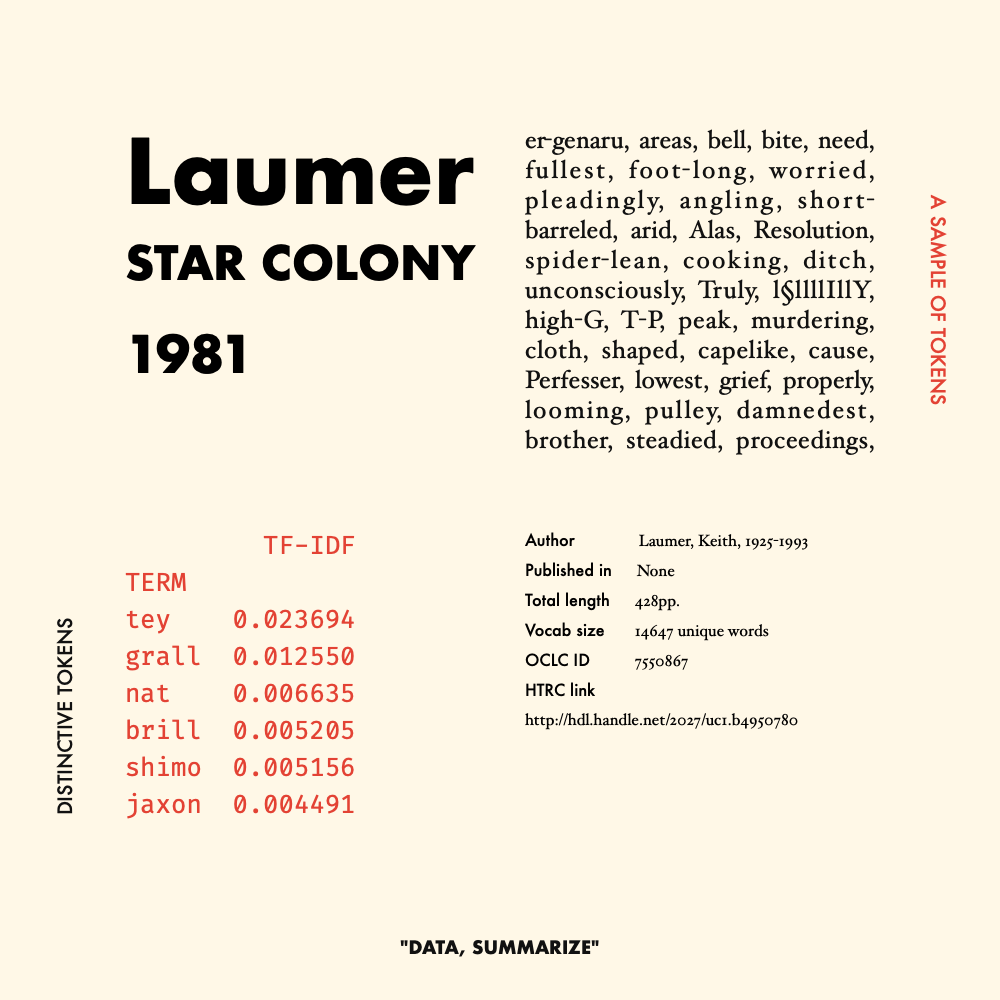 Laumer
STAR COLONY
1981
er-genaru, areas, bell, bite, need,
fullest, foot-long, worried,
pleadingly, angling, short-
barreled, arid, Alas, Resolution,
spider-lean, cooking, ditch,
unconsciously, Truly, l§llllIllY,
high-G, T-P, peak, murdering,
cloth, shaped, capelike, cause,
Perfesser, lowest, grief, properly,
looming, pulley, damnedest,
brother, steadied, proceedings,
A SAMPLE OF TOKENS
DISTINCTIVE TOKENS
TF-IDF
TERM
tey 0.023694
grall 0.012550
nat 0.006635
brill 0.005205
shimo 0.005156
jaxon 0.004491
Author Laumer, Keith, 1925-1993
Published in None
Total length 428pp.
Vocab size 14647 unique words
OCLC ID 7550867
HTRC link
http://hdl.handle.net/2027/uc1.b4950780
"DATA, SUMMARIZE"